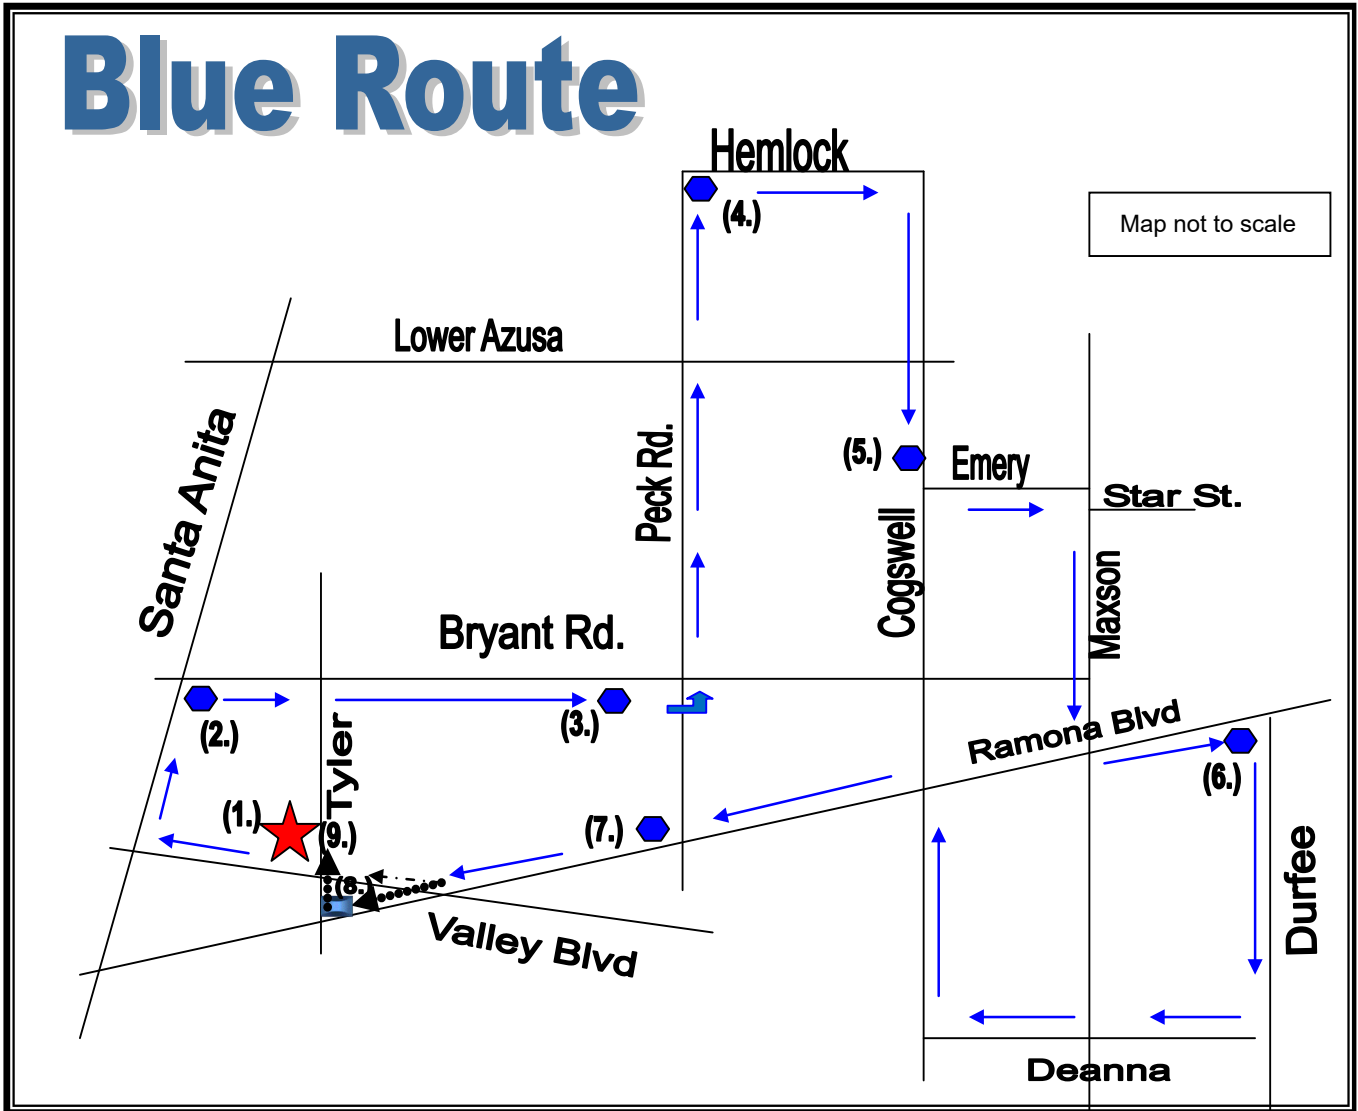 Blue Route
Hemlock
(4.)
Map not to scale
Lower Azusa
Santa Anita
Peck Rd.
(5.)
Emery
Star St.
Cogswell
Maxson
Bryant Rd.
(2.)
(3.)
Tyler
Ramona Blvd
(6.)
(1.)
(9.)
(7.)
(8.)
Durfee
Valley Blvd
Deanna